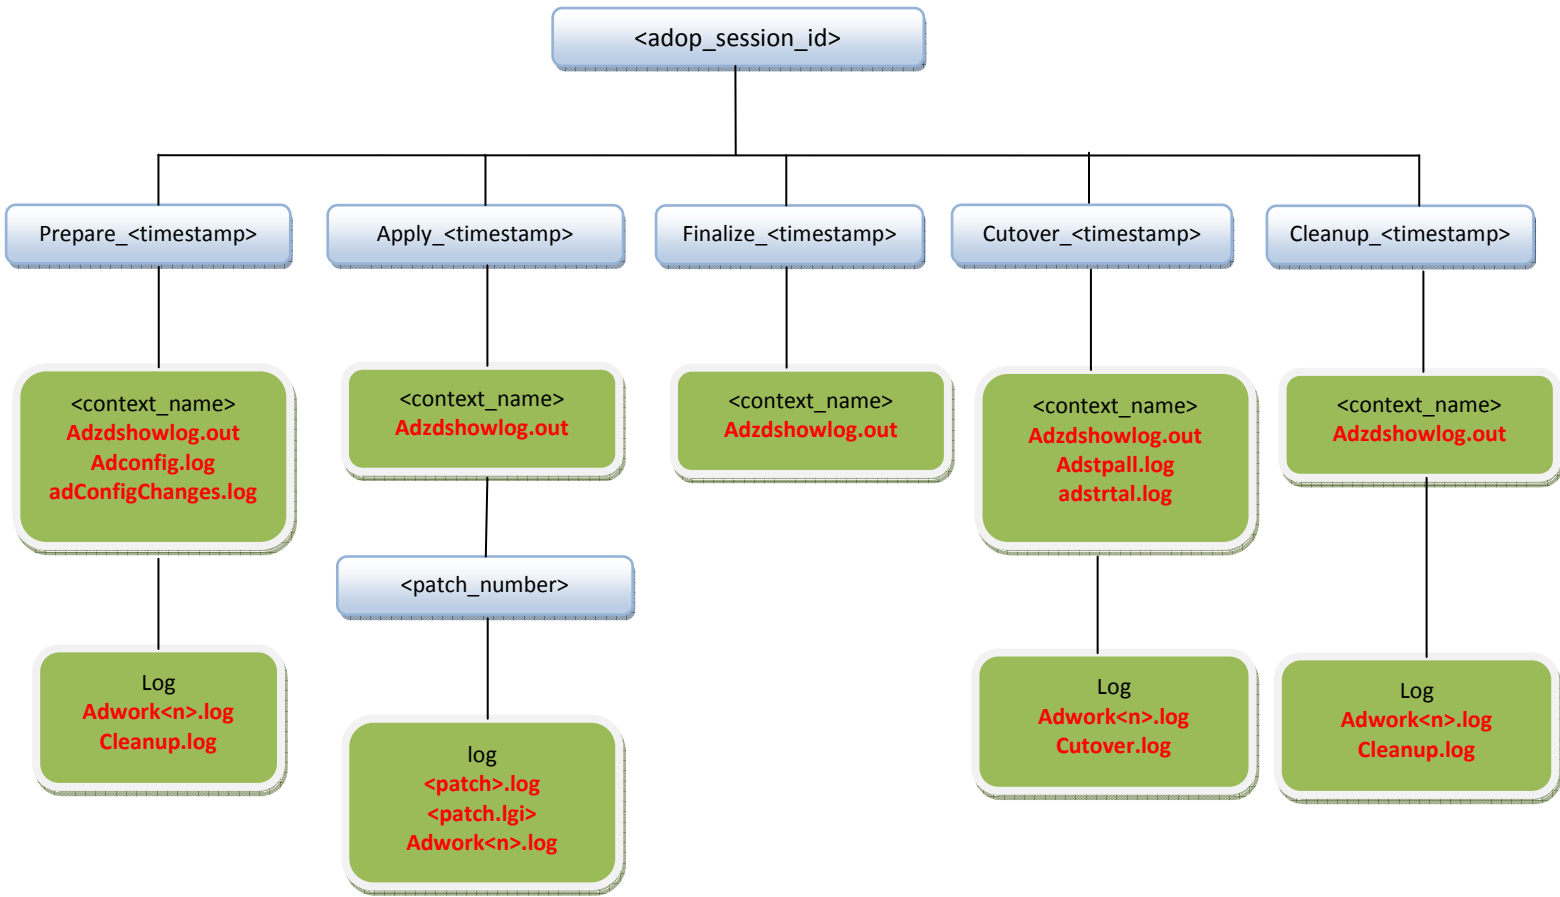 <adop_session_id>
Prepare_<timestamp>
Apply_<timestamp>
Finalize_<timestamp>
Cutover_<timestamp>
Cleanup_<timestamp>
<context_name>
Adzdshowlog.out
Adconfig.log
adConfigChanges.log
<context_name>
Adzdshowlog.out
<context_name>
Adzdshowlog.out
<context_name>
Adzdshowlog.out
Adstpall.log
adstrtal.log
<context_name>
Adzdshowlog.out
<patch_number>
Log
Adwork<n>.log
Cleanup.log
log
<patch>.log
<patch.lgi>
Adwork<n>.log
Log
Adwork<n>.log
Cutover.log
Log
Adwork<n>.log
Cleanup.log